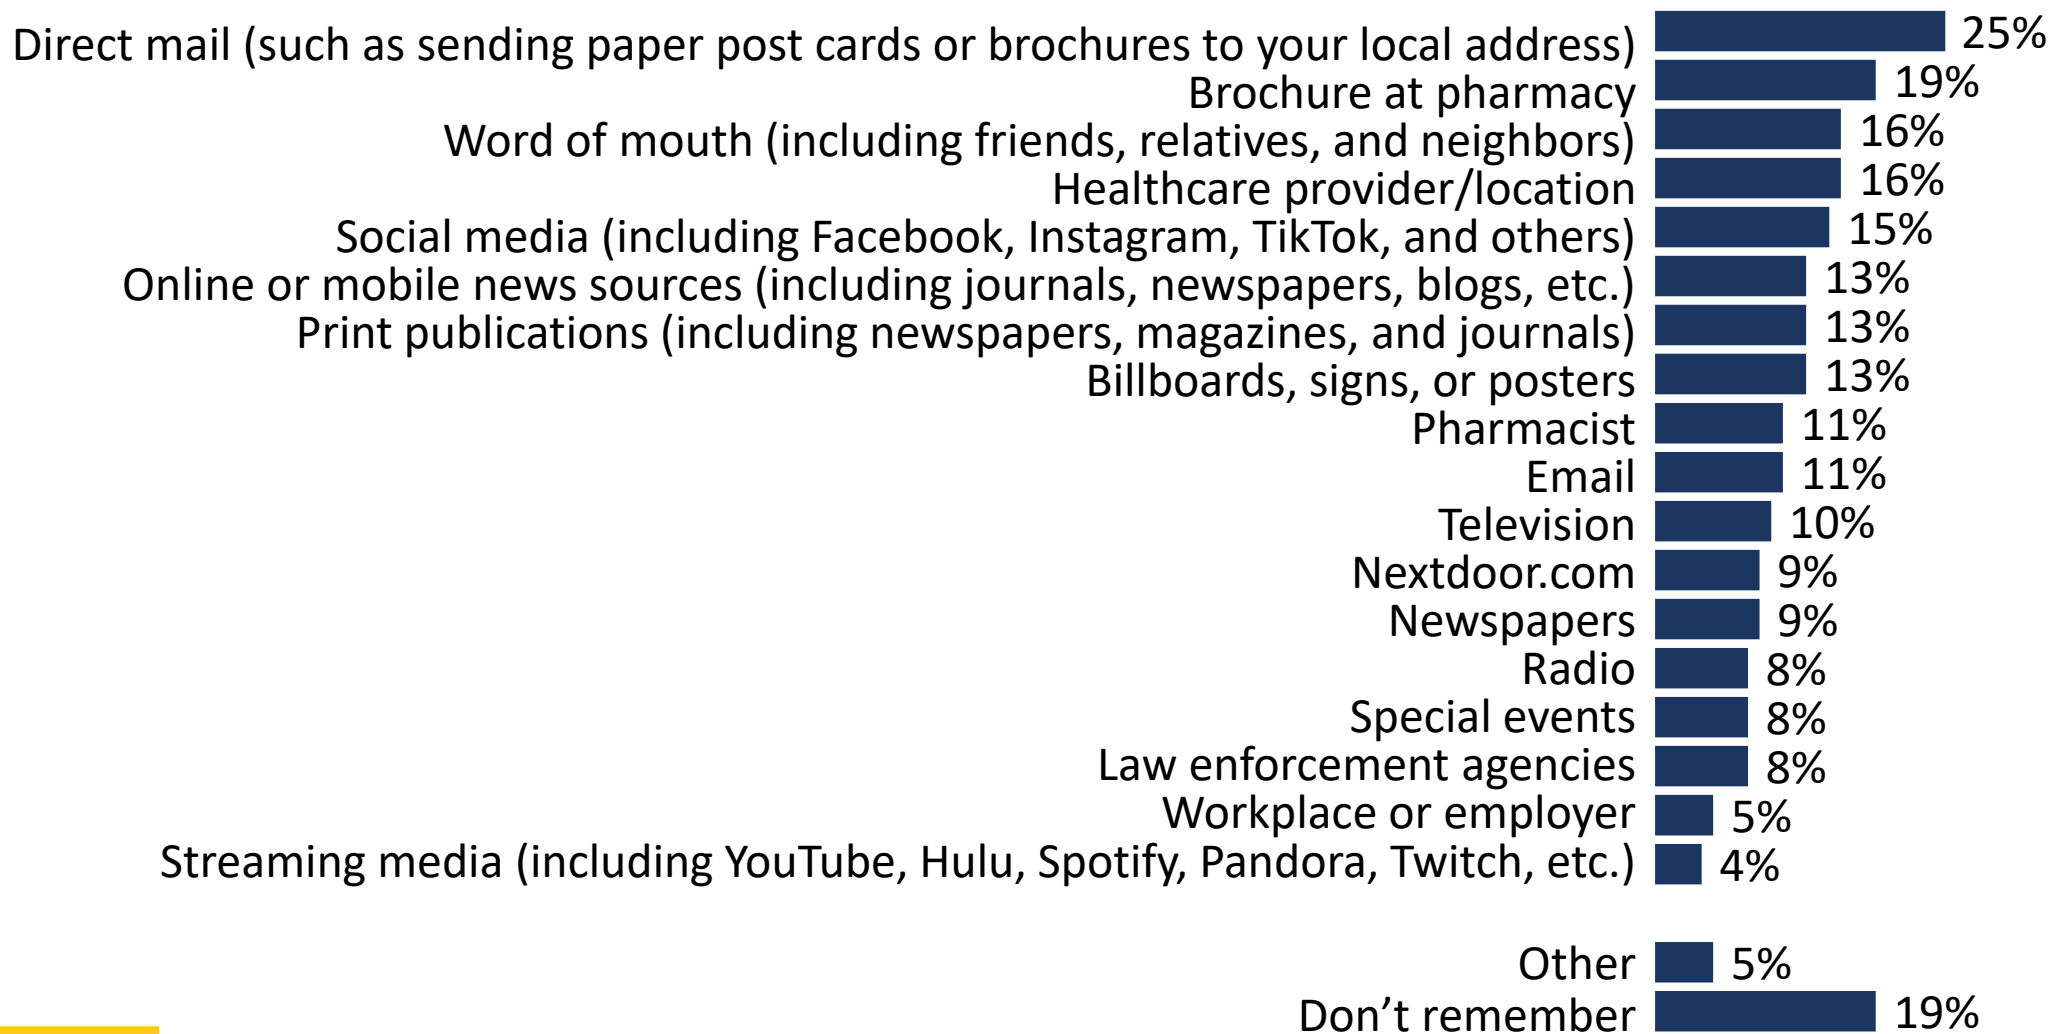 Direct mail (such as sending paper post cards or brochures to your local address) 25%
Brochure at pharmacy 19%
Word of mouth (including friends, relatives, and neighbors) 16%
Healthcare provider/location 16%
Social media (including Facebook, Instagram, TikTok, and others) 15%
Online or mobile news sources (including journals, newspapers, blogs, etc.) 13%
Print publications (including newspapers, magazines, and journals) 13%
Billboards, signs, or posters 13%
Pharmacist 11%
Email 11%
Television 10%
Nextdoor.com 9%
Newspapers 9%
Radio 8%
Special events 8%
Law enforcement agencies 8%
Workplace or employer 5%
Streaming media (including YouTube, Hulu, Spotify, Pandora, Twitch, etc.) 4%
Other 5%
Don’t remember 19%